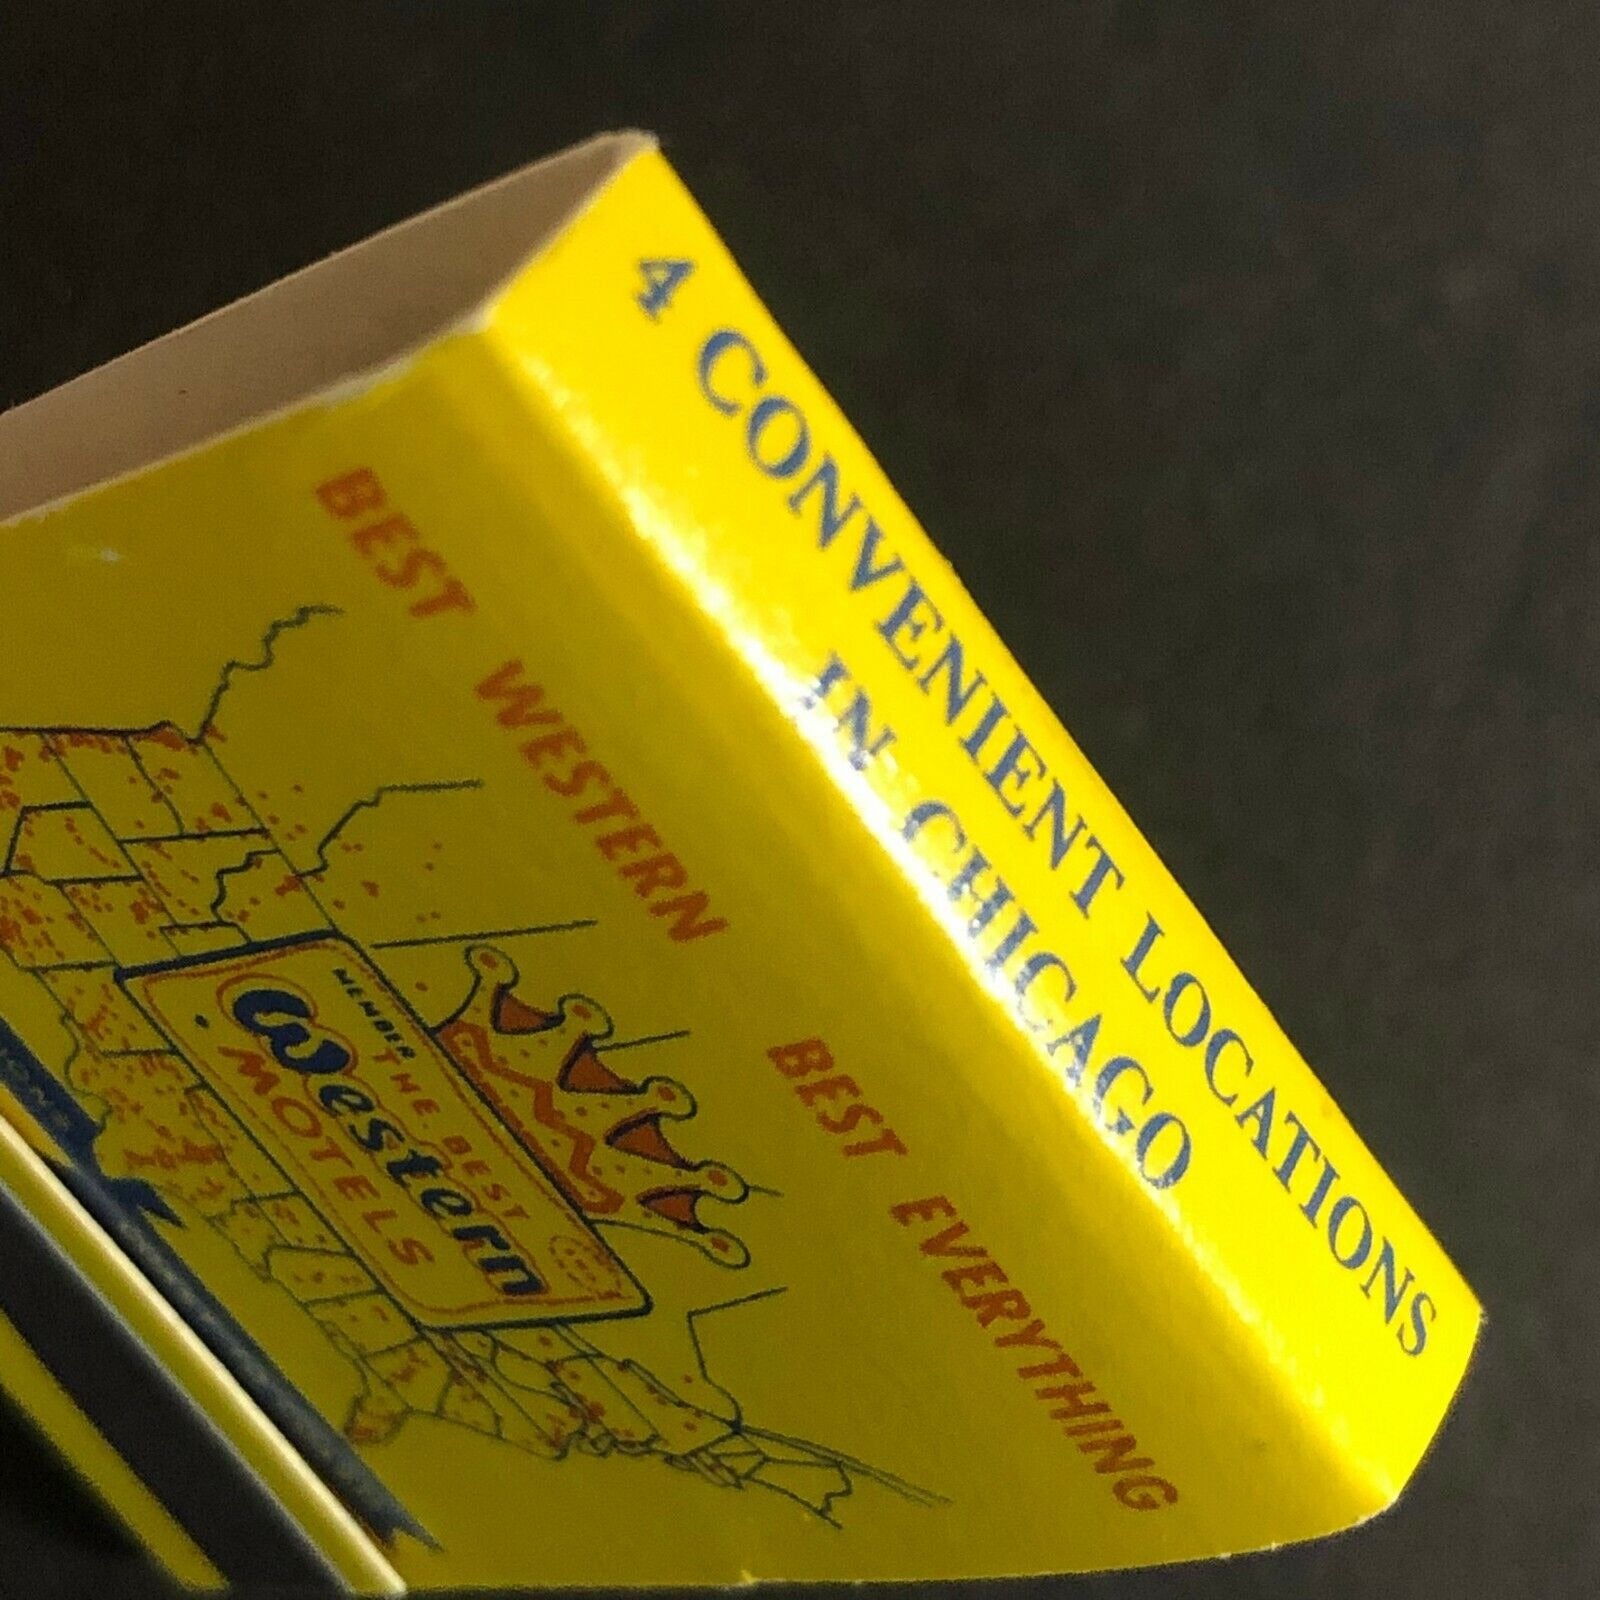 4 CONVENIENT LOCATIONS
IN CHICAGO
BEST WESTERN BEST EVERYTHING
MEMBER
THE BEST
Western
MOTELS